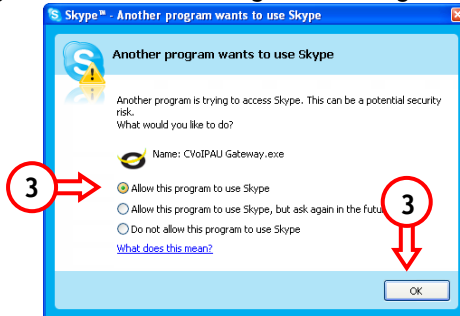 Skype™ - Another program wants to use Skype
Another program wants to use Skype
Another program is trying to access Skype. This can be a potential security
risk.
What would you like to do?
Name: CVoIPAU Gateway.exe
3
Allow this program to use Skype
Allow this program to use Skype, but ask again in the
3
Do not allow this program to use Skype
What does this mean?
OK